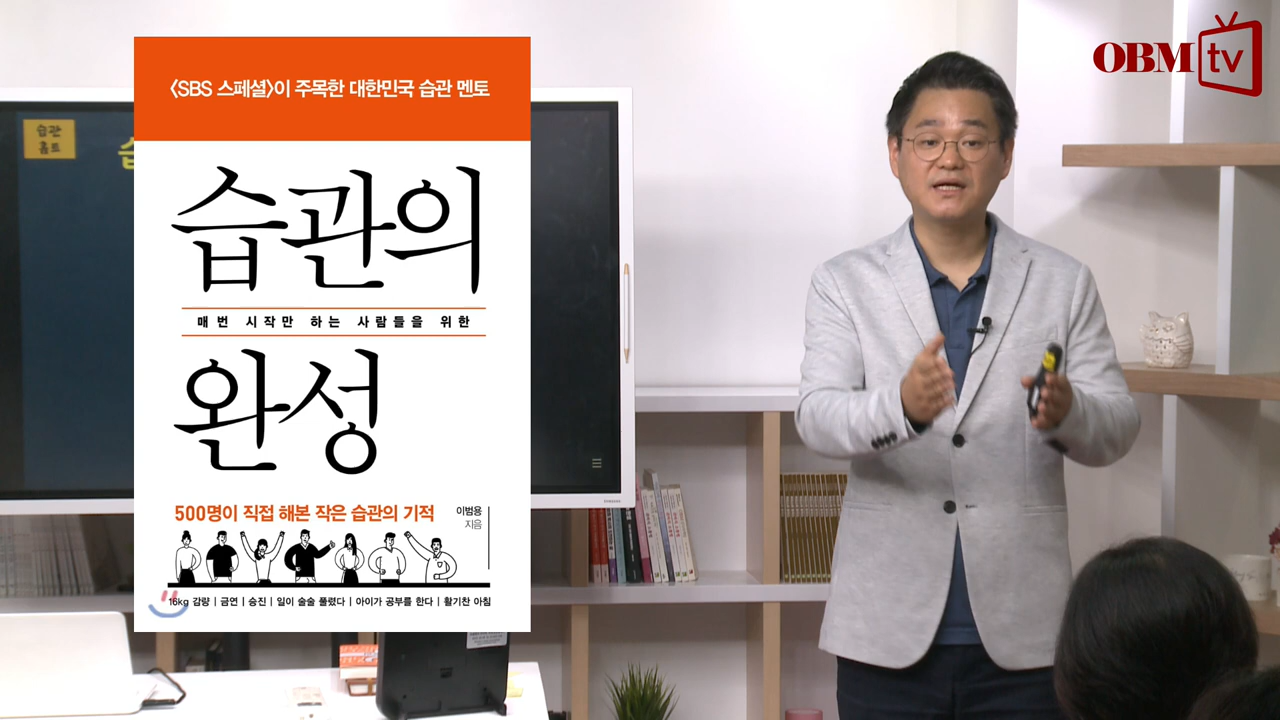 OBM tv
〈SBS 스페셜〉이 주목한 대한민국 습관 멘토
습관
홈트
습
습관의
매번 시작만 하는 사람들을 위한
완성
500명이 직접 해본 작은 습관의 기적
이범용
지음
16kg 감량 | 금연 | 승진 | 일이 술술 풀렸다 | 아이가 공부를 한다 | 활기찬 아침